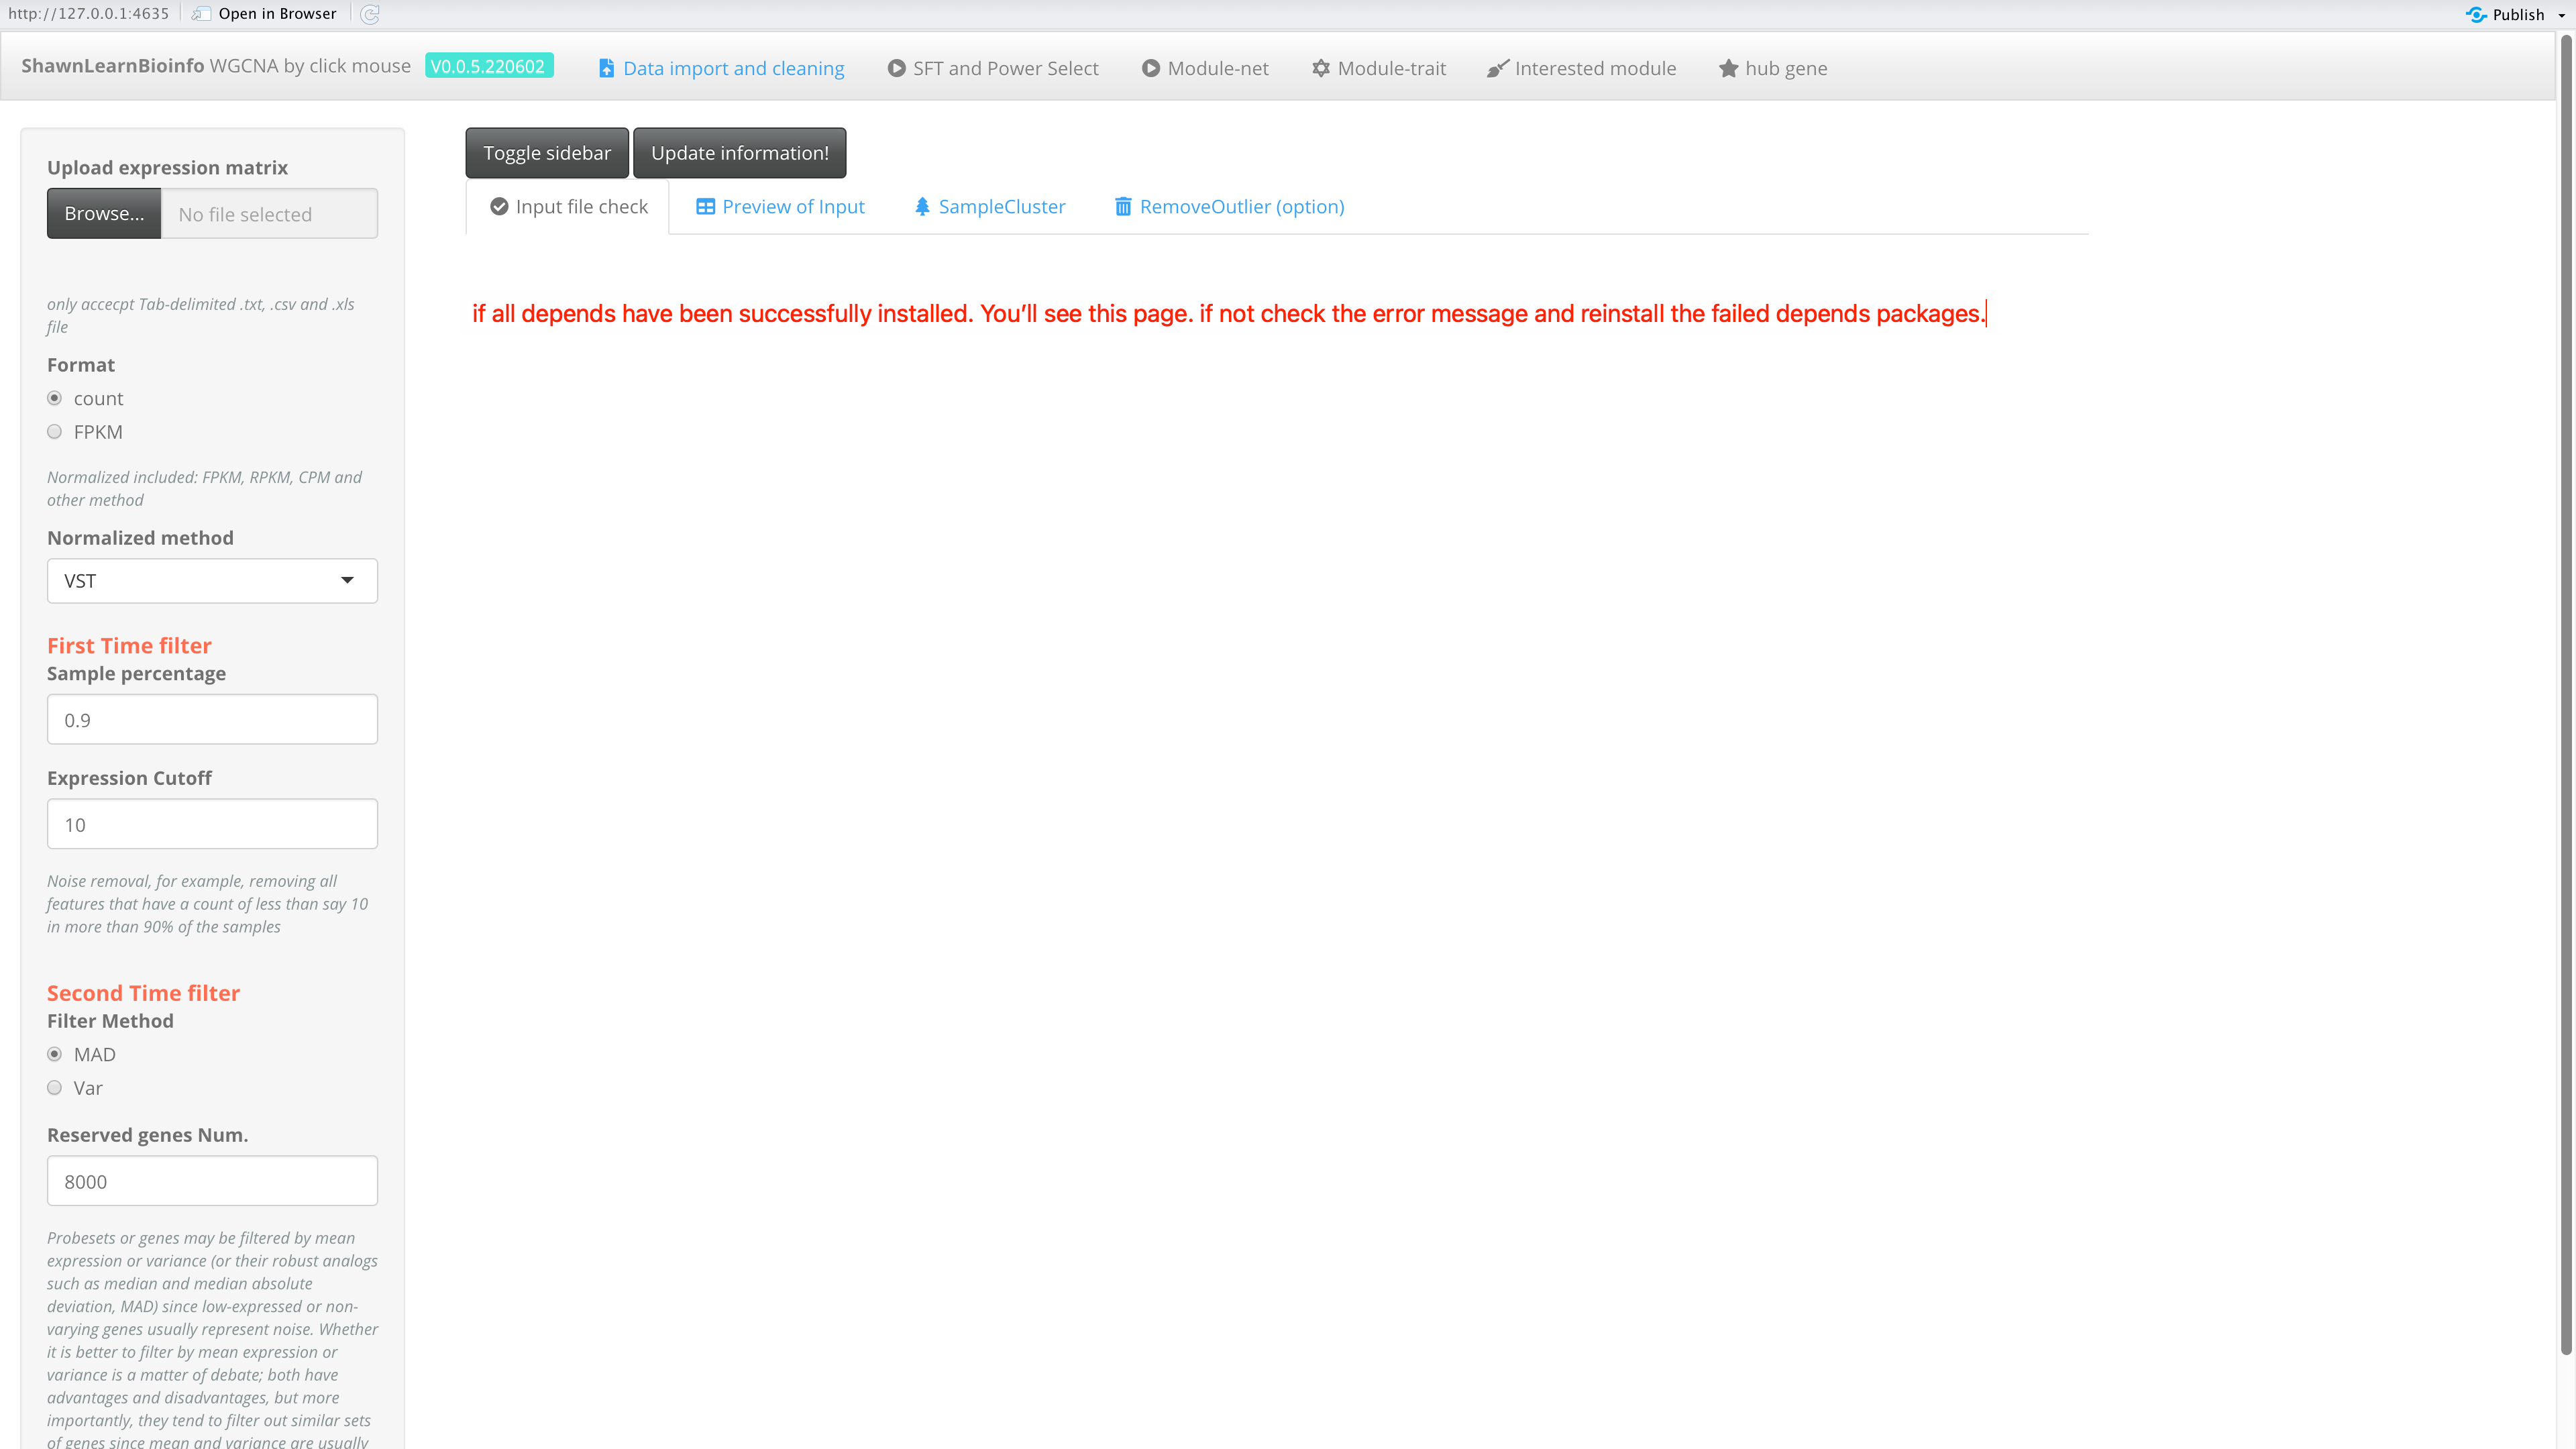 http://127.0.0.1:4635 Open in Browser Publish
ShawnLearnBioinfo WGCNA by click mouse V0.0.5.220602 Data import and cleaning SFT and Power Select Module-net Module-trait Interested module hub gene
Toggle sidebar Update information!
Input file check Preview of Input SampleCluster RemoveOutlier (option)
if all depends have been successfully installed. You’ll see this page. if not check the error message and reinstall the failed depends packages.
Upload expression matrix
Browse... No file selected
only accecpt Tab-delimited .txt, .csv and .xls
file
Format
count
FPKM
Normalized included: FPKM, RPKM, CPM and
other method
Normalized method
VST
First Time filter
Sample percentage
0.9
Expression Cutoff
10
Noise removal, for example, removing all
features that have a count of less than say 10
in more than 90% of the samples
Second Time filter
Filter Method
MAD
Var
Reserved genes Num.
8000
Probesets or genes may be filtered by mean
expression or variance (or their robust analogs
such as median and median absolute
deviation, MAD) since low-expressed or non-
varying genes usually represent noise. Whether
it is better to filter by mean expression or
variance is a matter of debate; both have
advantages and disadvantages, but more
importantly, they tend to filter out similar sets
of genes since mean and variance are usually